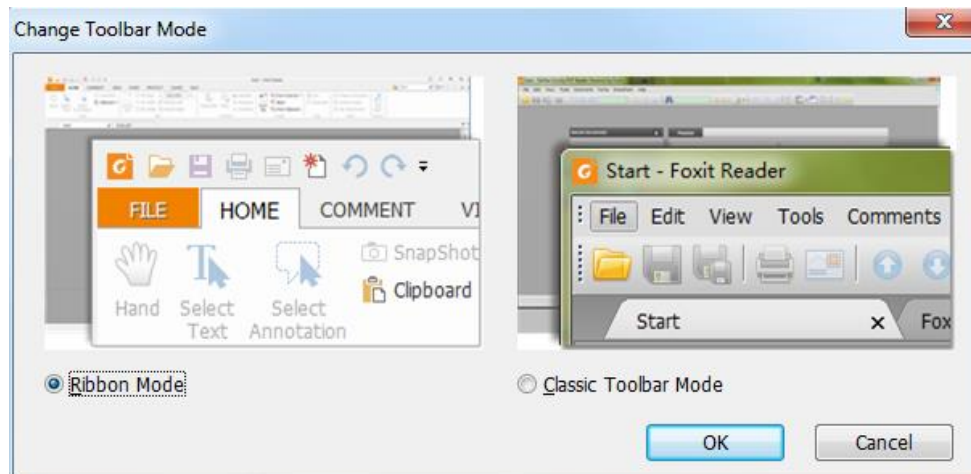 Change Toolbar Mode
FILE HOME COMMENT VI
Hand
Select Text
Select Annotation
SnapShot
Clipboard
Start - Foxit Reader
File Edit View Tools Comments
Start Fox
Ribbon Mode
Classic Toolbar Mode
OK Cancel